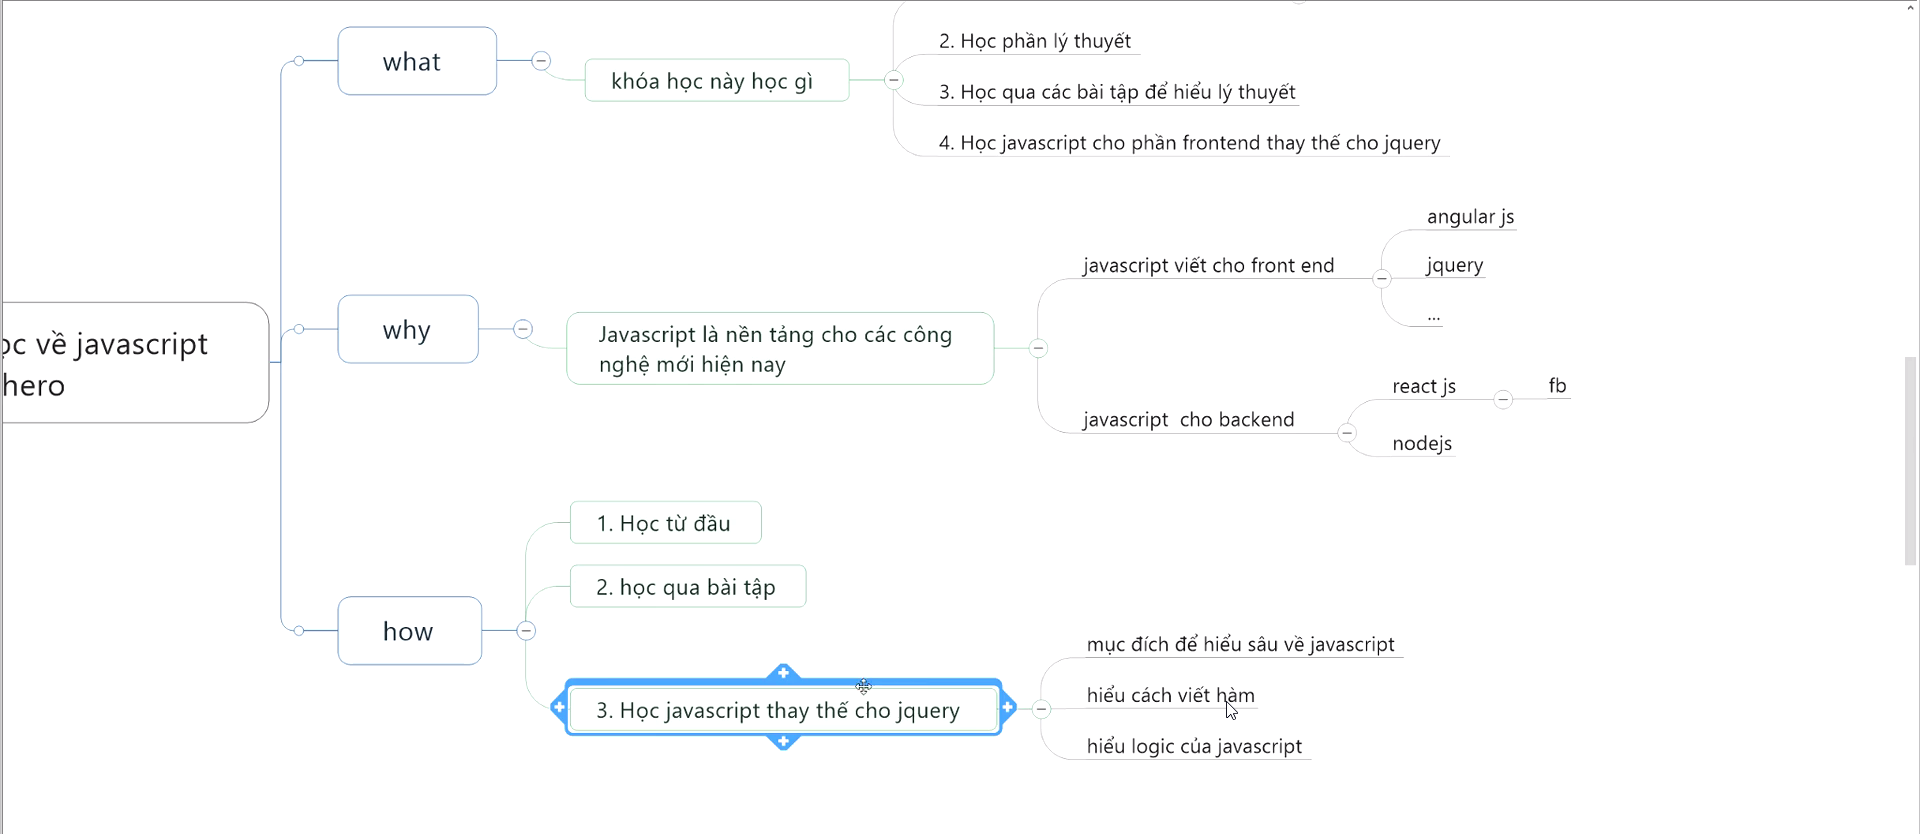 what
khóa học này học gì
2. Học phần lý thuyết
3. Học qua các bài tập để hiểu lý thuyết
4. Học javascript cho phần frontend thay thế cho jquery
về javascript
hero
why
Javascript là nền tảng cho các công
nghệ mới hiện nay
javascript viết cho front end
angular js
jquery
...
javascript  cho backend
react js
fb
nodejs
how
1. Học từ đầu
2. học qua bài tập
3. Học javascript thay thế cho jquery
mục đích để hiểu sâu về javascript
hiểu cách viết hàm
hiểu logic của javascript